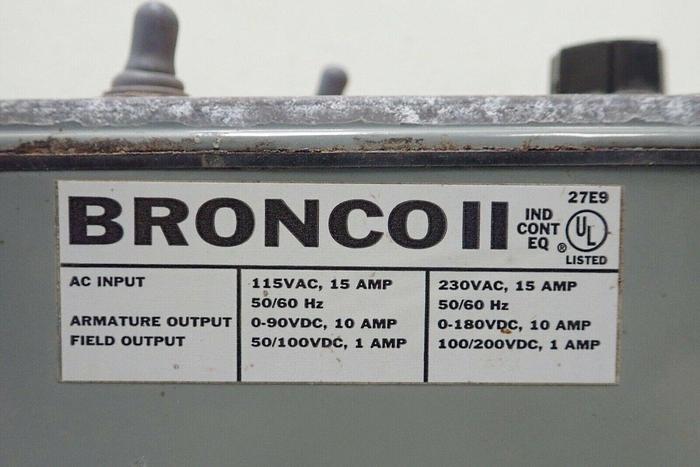 BRONCO II
27E9
IND
CONT
EQ
®
UL
LISTED
AC INPUT 115VAC, 15 AMP 230VAC, 15 AMP
50/60 Hz 50/60 Hz
ARMATURE OUTPUT 0-90VDC, 10 AMP 0-180VDC, 10 AMP
FIELD OUTPUT 50/100VDC, 1 AMP 100/200VDC, 1 AMP